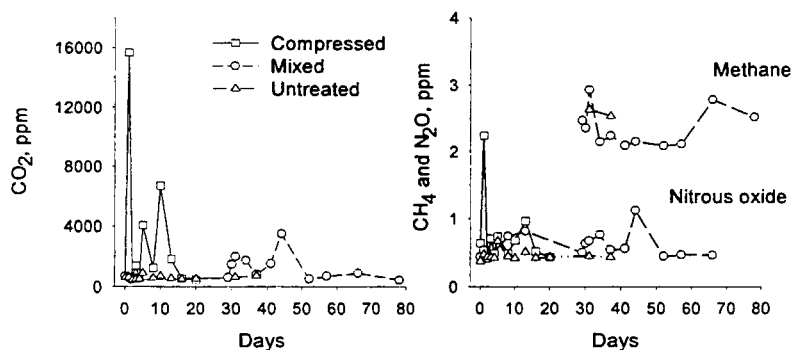 16000
12000
8000
4000
0
CO2, ppm
0 10 20 30 40 50 60 70 80
Days
Compressed
Mixed
Untreated
4
3
2
1
0
CH4 and N2O, ppm
0 10 20 30 40 50 60 70 80
Days
Methane
Nitrous oxide